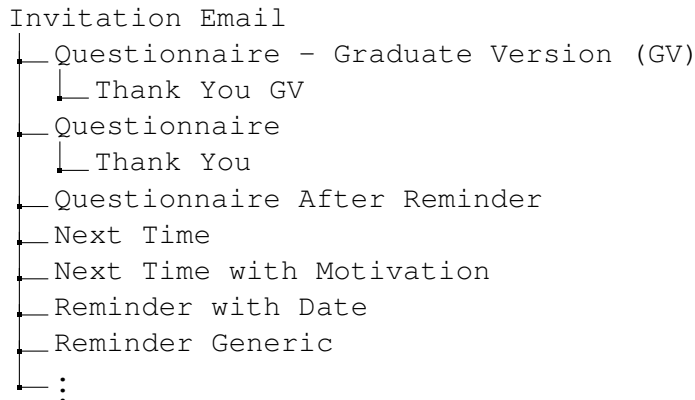 Invitation Email
Questionnaire – Graduate Version (GV)
Thank You GV
Questionnaire
Thank You
Questionnaire After Reminder
Next Time
Next Time with Motivation
Reminder with Date
Reminder Generic
⋮